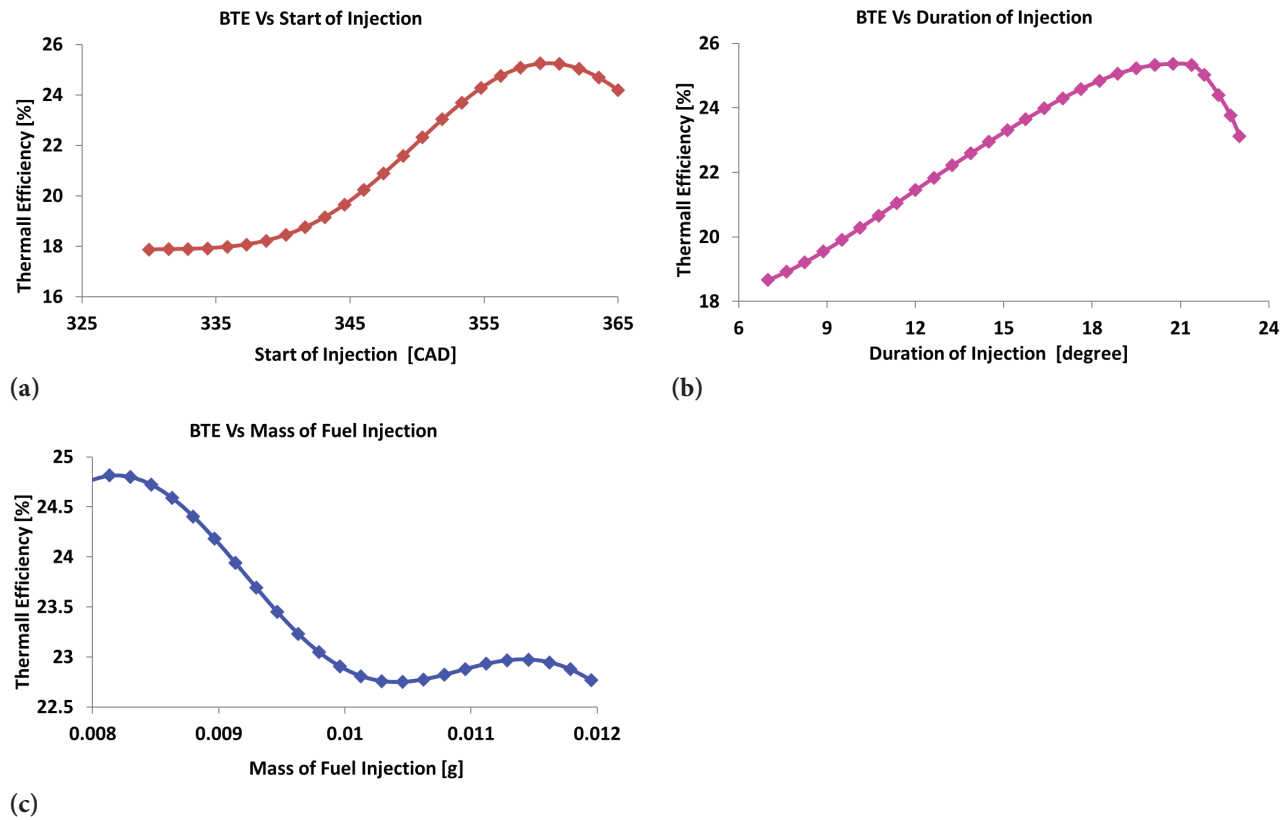 BTE Vs Start of Injection
Thermall Efficiency [%]
26
24
22
20
18
16
325 335 345 355 365
Start of Injection [CAD]
(a)
BTE Vs Duration of Injection
Thermall Efficiency [%]
26
24
22
20
18
6 9 12 15 18 21 24
Duration of Injection [degree]
(b)
BTE Vs Mass of Fuel Injection
Thermall Efficiency [%]
25
24.5
24
23.5
23
22.5
0.008 0.009 0.01 0.011 0.012
Mass of Fuel Injection [g]
(c)